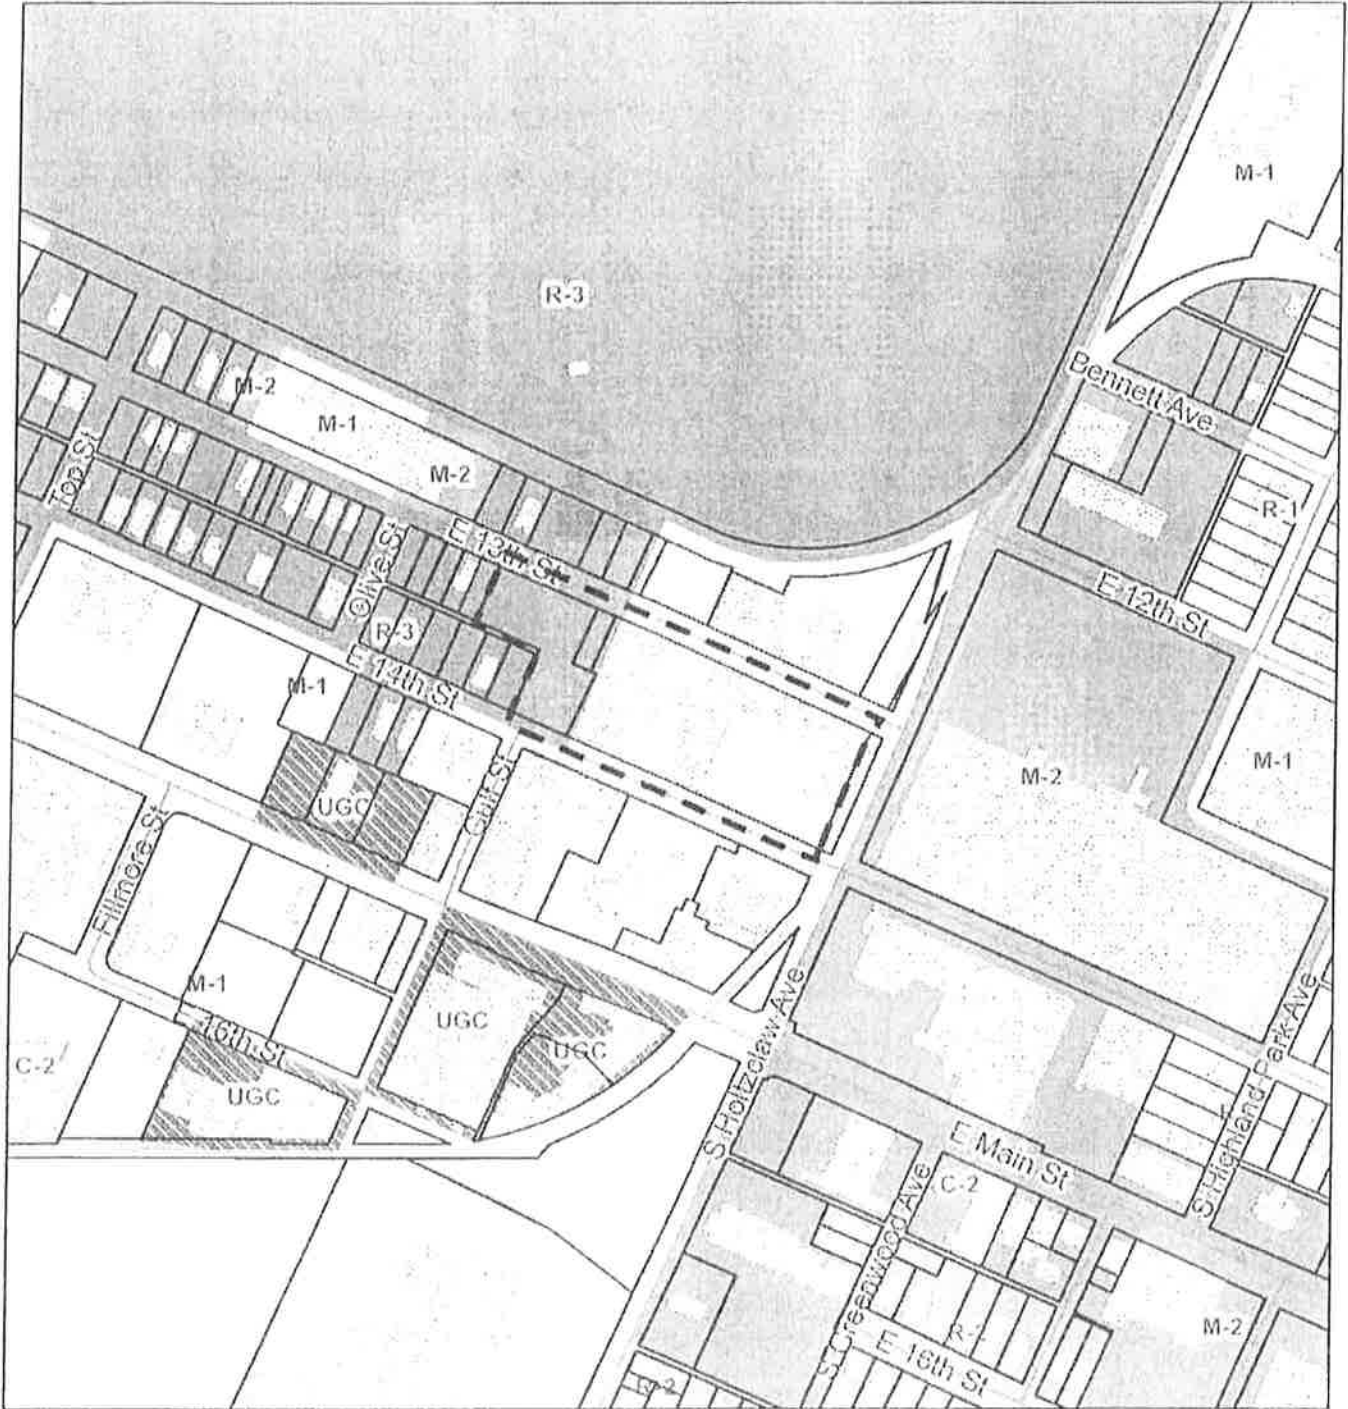 M-1
R-3
Bennett Ave
M-2
M-1
M-2
R-1
Top St
E 13th St
Olive St
E 12th St
R-3
E 14th St
M-1
M-2
M-1
UGC
Gulf St
Fillmore St
M-1
UGC
UGC
16th St
C-2
UGC
S Holtzclaw Ave
S Highland Park Ave
E Main St
C-2
S Greenwood Ave
M-2
R-2
E 16th St
R-2